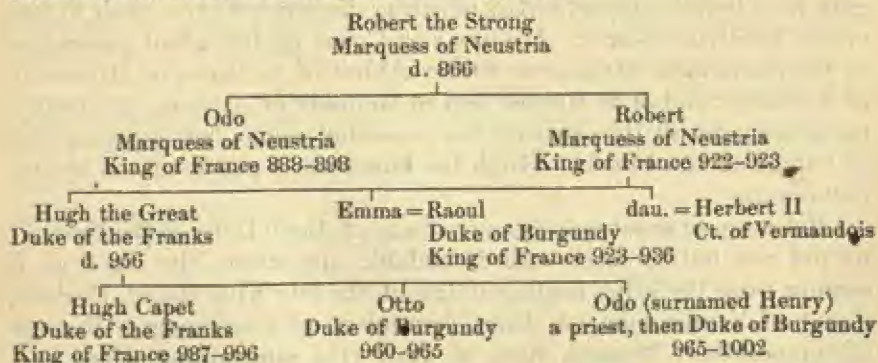 Robert the Strong
Marquess of Neustria
d. 866
Odo
Marquess of Neustria
King of France 888–898
Robert
Marquess of Neustria
King of France 922–923
Hugh the Great
Duke of the Franks
d. 956
Emma = Raoul
Duke of Burgundy
King of France 923–936
dau. = Herbert II
Ct. of Vermandois
Hugh Capet
Duke of the Franks
King of France 987–996
Otto
Duke of Burgundy
960–965
Odo (surnamed Henry)
a priest, then Duke of Burgundy
965–1002